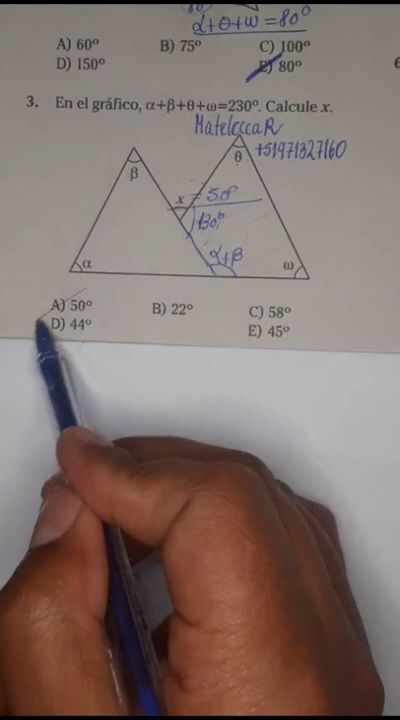 α+θ+ω=80°
A) 60° B) 75° C) 100°
D) 150° E) 80°
3. En el gráfico, α+β+θ+ω=230°. Calcule x.
MateleccaR
+51971327160
β
θ
x = 50°
130°
α+β
α
ω
A) 50° B) 22° C) 58°
D) 44° E) 45°